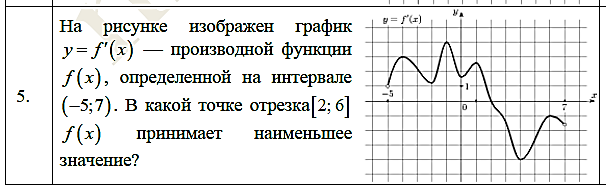 5.
На рисунке изображен график
y = f′(x) — производной функции
f(x), определенной на интервале
(−5;7). В какой точке отрезка[2; 6]
f(x) принимает наименьшее
значение?
y = f′(x)
y
1
−5
0
7
x